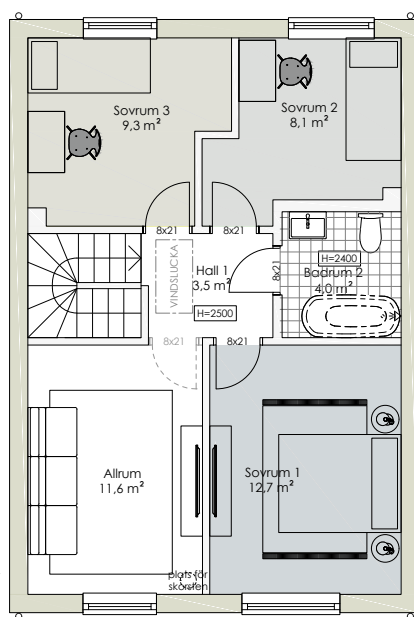 Sovrum 3
9,3 m²
Sovrum 2
8,1 m²
8x21
8x21
VINDSLUCKA
Hall 1
3,5 m²
H=2500
8x21
H=2400
Badrum 2
4,0 m²
8x21
8x21
Allrum
11,6 m²
Sovrum 1
12,7 m²
plats för
skorsten